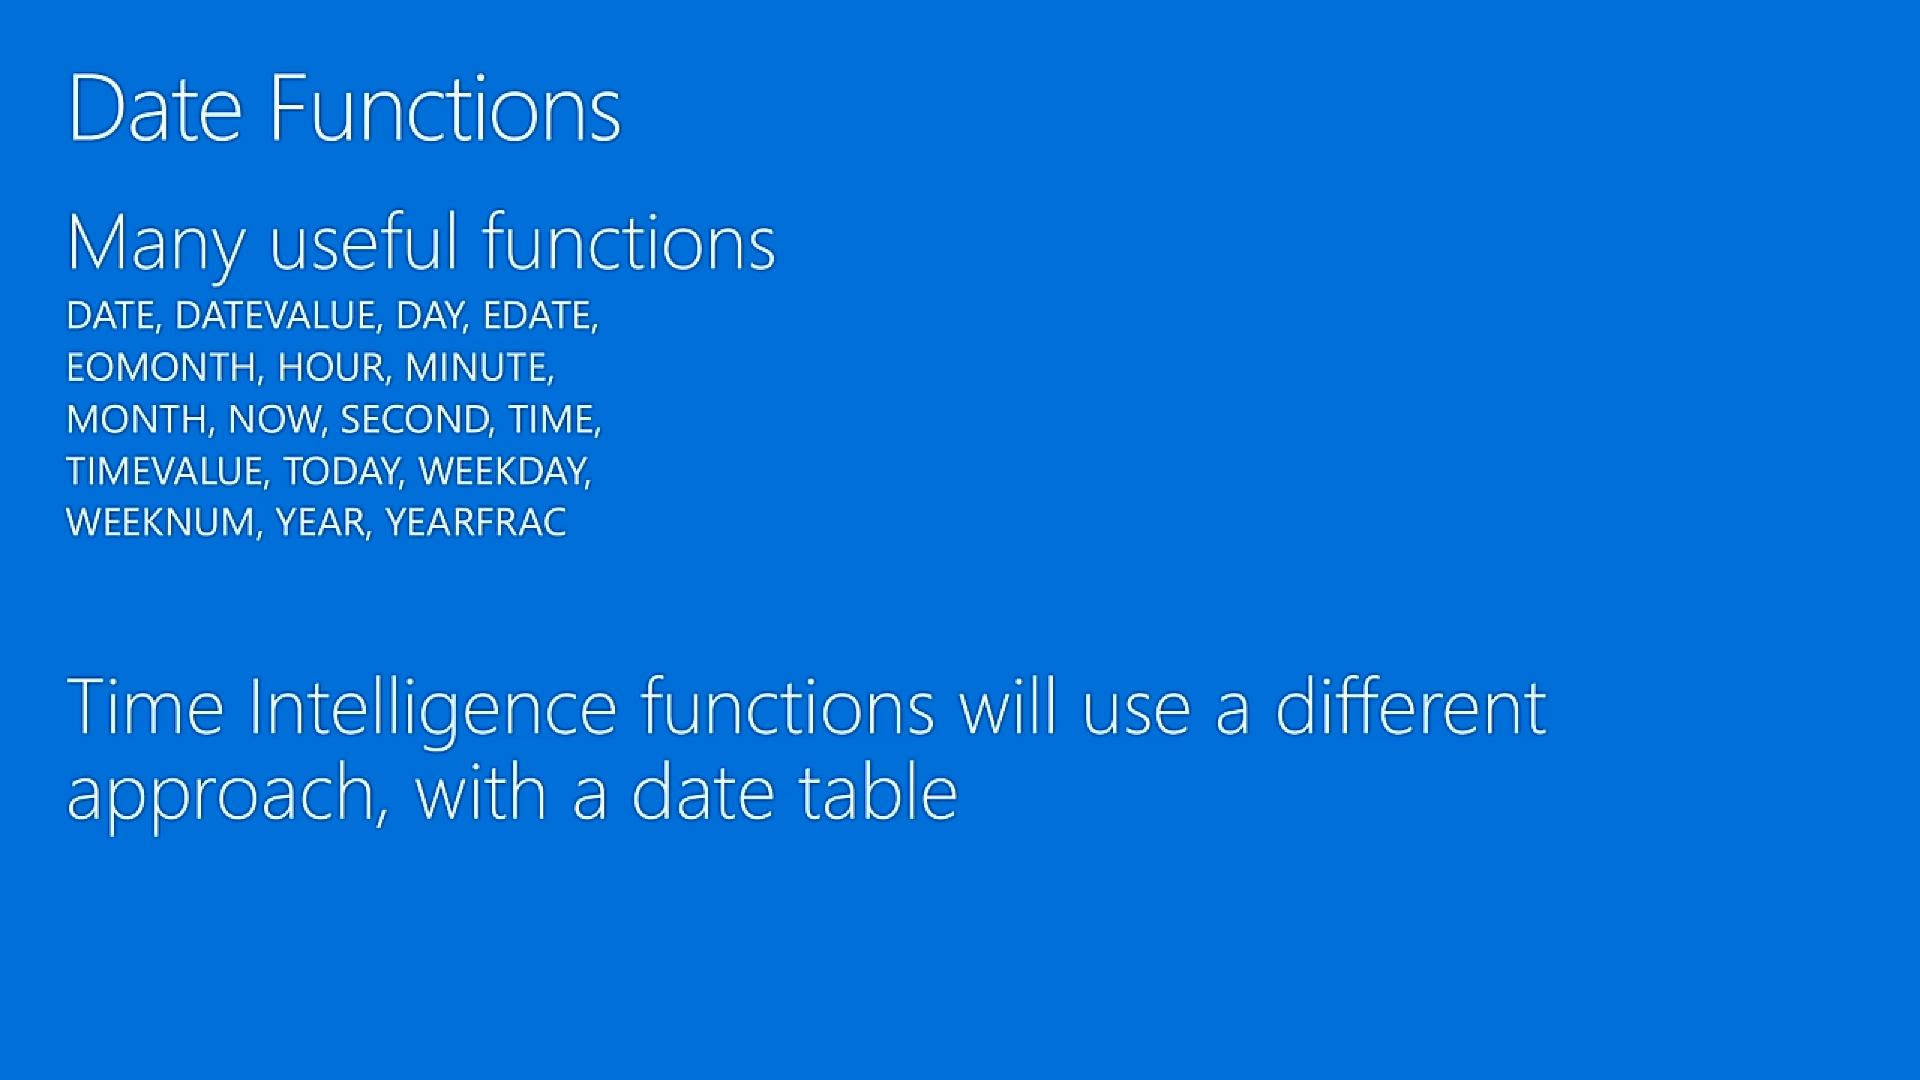 Date Functions
Many useful functions
DATE, DATEVALUE, DAY, EDATE,
EOMONTH, HOUR, MINUTE,
MONTH, NOW, SECOND, TIME,
TIMEVALUE, TODAY, WEEKDAY,
WEEKNUM, YEAR, YEARFRAC
Time Intelligence functions will use a different
approach, with a date table